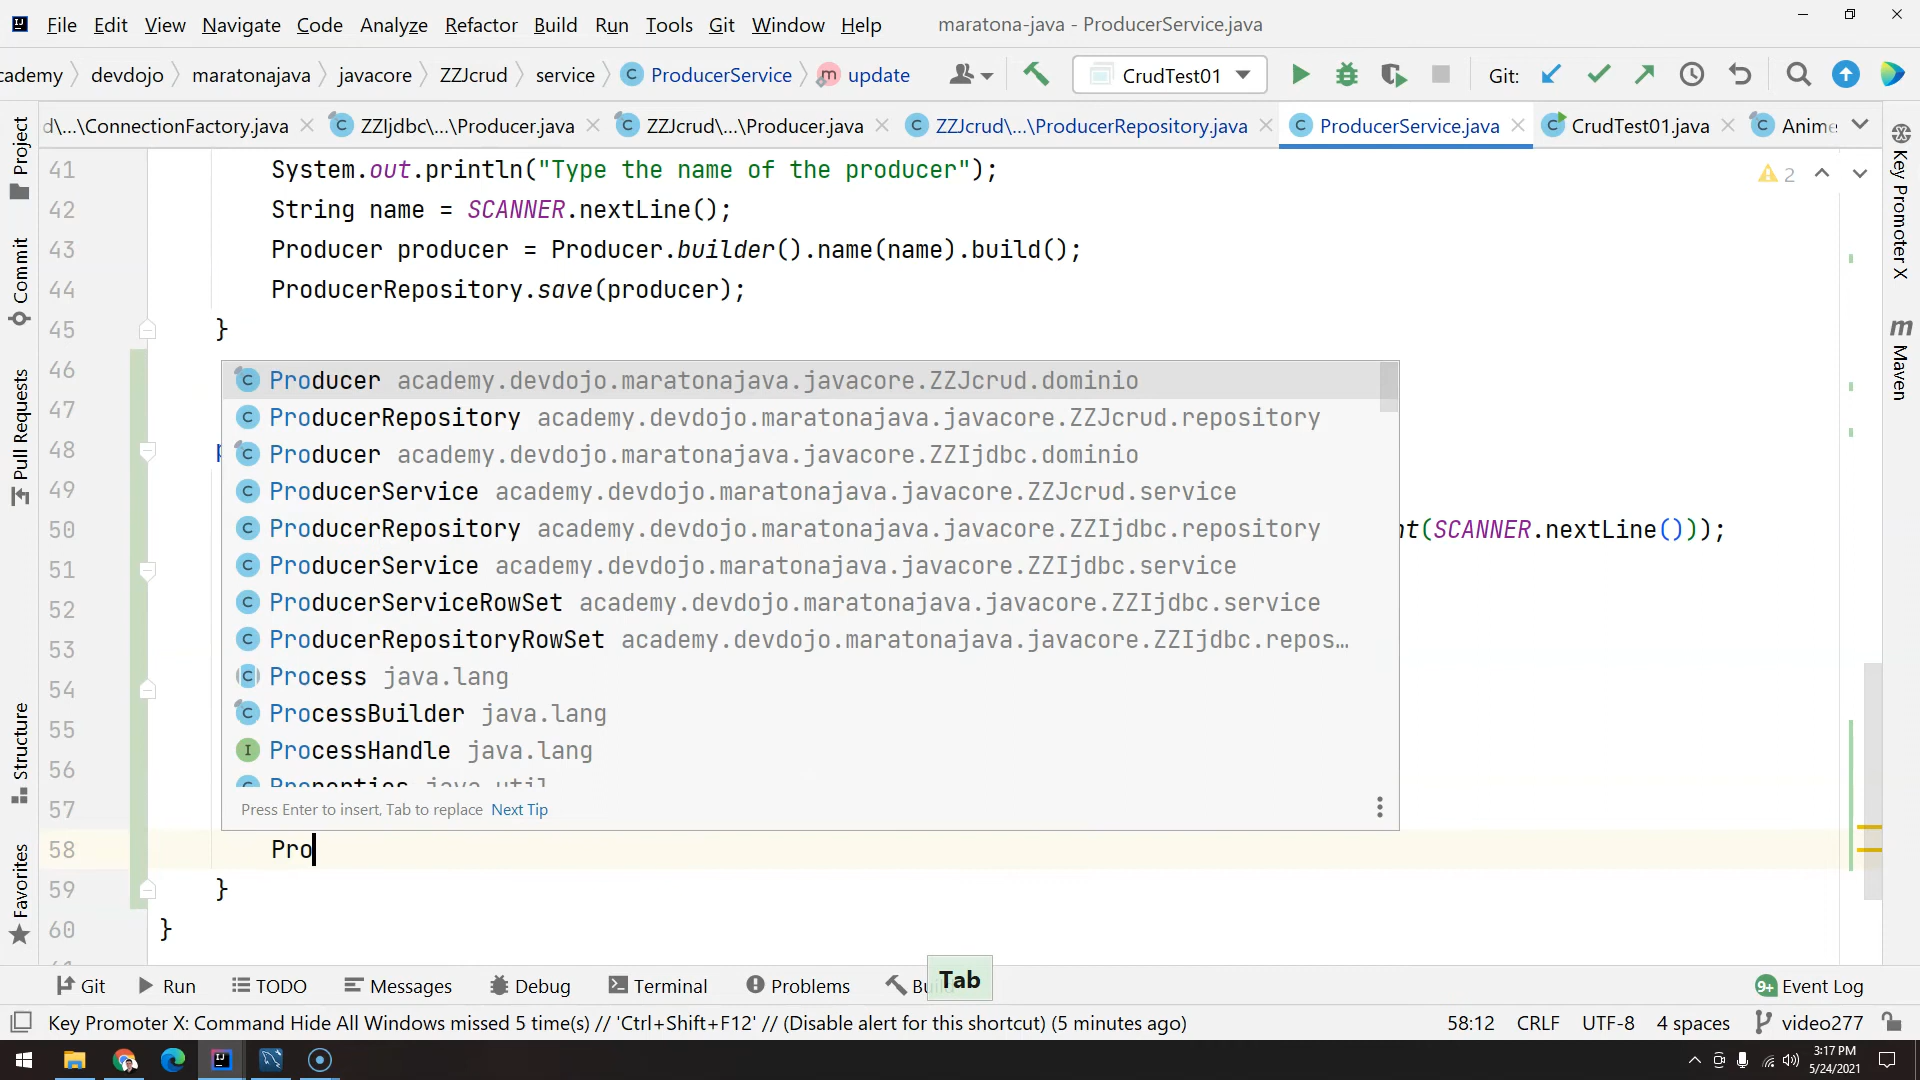 File Edit View Navigate Code Analyze Refactor Build Run Tools Git Window Help maratona-java - ProducerService.java
cademy devdojo maratonajava javacore ZZJcrud service ProducerService m update CrudTest01 Git:
d\...\ConnectionFactory.java ZZIjdbc\...\Producer.java ZZJcrud\...\Producer.java ZZJcrud\...\ProducerRepository.java ProducerService.java CrudTest01.java Anime
41 System.out.println("Type the name of the producer");
2
42 String name = SCANNER.nextLine();
43 Producer producer = Producer.builder().name(name).build();
44 ProducerRepository.save(producer);
45 }
46
47
48 p
49
50 nt(SCANNER.nextLine()));
51
52
53
54
55
56
57
58 Pro
59 }
60 }
Producer academy.devdojo.maratonajava.javacore.ZZJcrud.dominio
ProducerRepository academy.devdojo.maratonajava.javacore.ZZJcrud.repository
Producer academy.devdojo.maratonajava.javacore.ZZIjdbc.dominio
ProducerService academy.devdojo.maratonajava.javacore.ZZJcrud.service
ProducerRepository academy.devdojo.maratonajava.javacore.ZZIjdbc.repository
ProducerService academy.devdojo.maratonajava.javacore.ZZIjdbc.service
ProducerServiceRowSet academy.devdojo.maratonajava.javacore.ZZIjdbc.service
ProducerRepositoryRowSet academy.devdojo.maratonajava.javacore.ZZIjdbc.repos…
Process java.lang
ProcessBuilder java.lang
ProcessHandle java.lang
Properties java.util
Press Enter to insert, Tab to replace Next Tip
Project
Commit
Pull Requests
Structure
Favorites
Key Promoter X
m Maven
Git Run TODO Messages Debug Terminal Problems Build 9+ Event Log
Tab
Key Promoter X: Command Hide All Windows missed 5 time(s) // 'Ctrl+Shift+F12' // (Disable alert for this shortcut) (5 minutes ago) 58:12 CRLF UTF-8 4 spaces video277
3:17 PM
5/24/2021